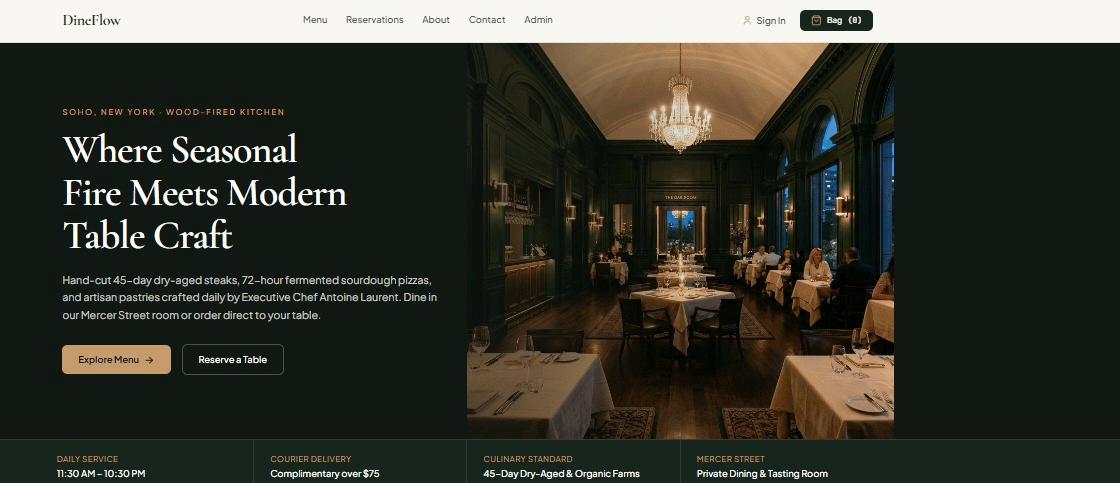 DineFlow
Menu
Reservations
About
Contact
Admin
Sign In
Bag (0)
SOHO, NEW YORK · WOOD-FIRED KITCHEN
Where Seasonal
Fire Meets Modern
Table Craft
Hand-cut 45-day dry-aged steaks, 72-hour fermented sourdough pizzas,
and artisan pastries crafted daily by Executive Chef Antoine Laurent. Dine in
our Mercer Street room or order direct to your table.
Explore Menu →
Reserve a Table
THE OAK ROOM
DAILY SERVICE
11:30 AM – 10:30 PM
COURIER DELIVERY
Complimentary over $75
CULINARY STANDARD
45-Day Dry-Aged & Organic Farms
MERCER STREET
Private Dining & Tasting Room